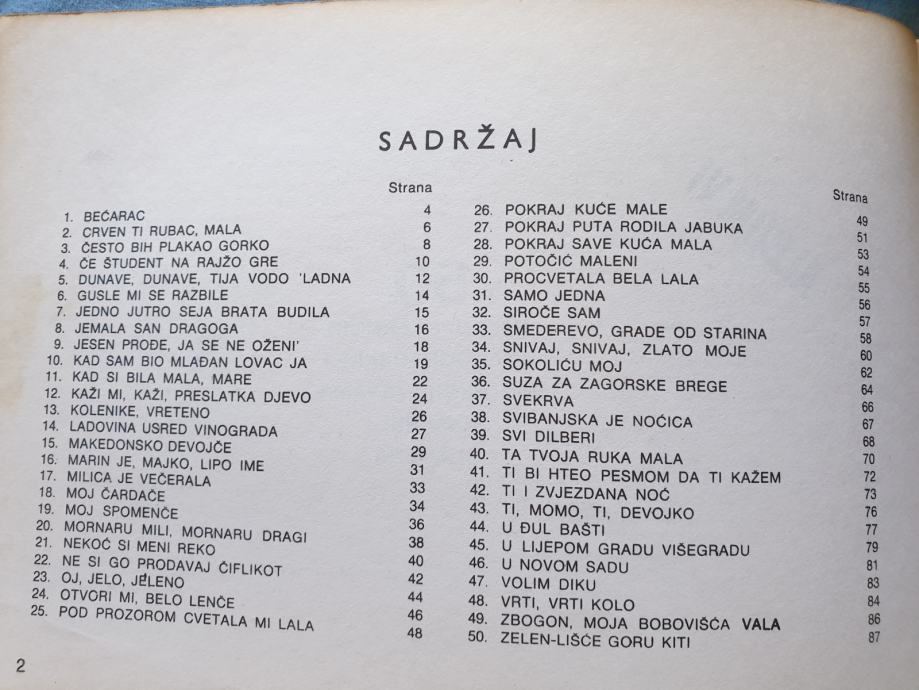 SADRŽAJ
Strana
1. BEĆARAC 4
2. CRVEN TI RUBAC, MALA 6
3. ČESTO BIH PLAKAO GORKO 8
4. ČE ŠTUDENT NA RAJŽO GRE 10
5. DUNAVE, DUNAVE, TIJA VODO 'LADNA 12
6. GUSLE MI SE RAZBILE 14
7. JEDNO JUTRO SEJA BRATA BUDILA 15
8. JEMALA SAN DRAGOGA 16
9. JESEN PROĐE, JA SE NE OŽENI' 18
10. KAD SAM BIO MLAĐAN LOVAC JA 19
11. KAD SI BILA MALA, MARE 22
12. KAŽI MI, KAŽI, PRESLATKA DJEVO 24
13. KOLENIKE, VRETENO 26
14. LADOVINA USRED VINOGRADA 27
15. MAKEDONSKO DEVOJČE 29
16. MARIN JE, MAJKO, LIPO IME 31
17. MILICA JE VEČERALA 33
18. MOJ ČARDAČE 34
19. MOJ SPOMENČE 36
20. MORNARU MILI, MORNARU DRAGI 38
21. NEKOĆ SI MENI REKO 40
22. NE SI GO PRODAVAJ ČIFLIKOT 42
23. OJ, JELO, JELENO 44
24. OTVORI MI, BELO LENČE 46
25. POD PROZOROM CVETALA MI LALA 48
Strana
26. POKRAJ KUĆE MALE 49
27. POKRAJ PUTA RODILA JABUKA 51
28. POKRAJ SAVE KUĆA MALA 53
29. POTOČIĆ MALENI 54
30. PROCVETALA BELA LALA 55
31. SAMO JEDNA 56
32. SIROČE SAM 57
33. SMEDEREVO, GRADE OD STARINA 58
34. SNIVAJ, SNIVAJ, ZLATO MOJE 60
35. SOKOLIĆU MOJ 62
36. SUZA ZA ZAGORSKE BREGE 64
37. SVEKRVA 66
38. SVIBANJSKA JE NOĆICA 67
39. SVI DILBERI 68
40. TA TVOJA RUKA MALA 70
41. TI BI HTEO PESMOM DA TI KAŽEM 72
42. TI I ZVJEZDANA NOĆ 73
43. TI, MOMO, TI, DEVOJKO 76
44. U ĐUL BAŠTI 77
45. U LIJEPOM GRADU VIŠEGRADU 79
46. U NOVOM SADU 81
47. VOLIM DIKU 83
48. VRTI, VRTI KOLO 84
49. ZBOGON, MOJA BOBOVIŠĆA VALA 86
50. ZELEN-LIŠĆE GORU KITI 87
2